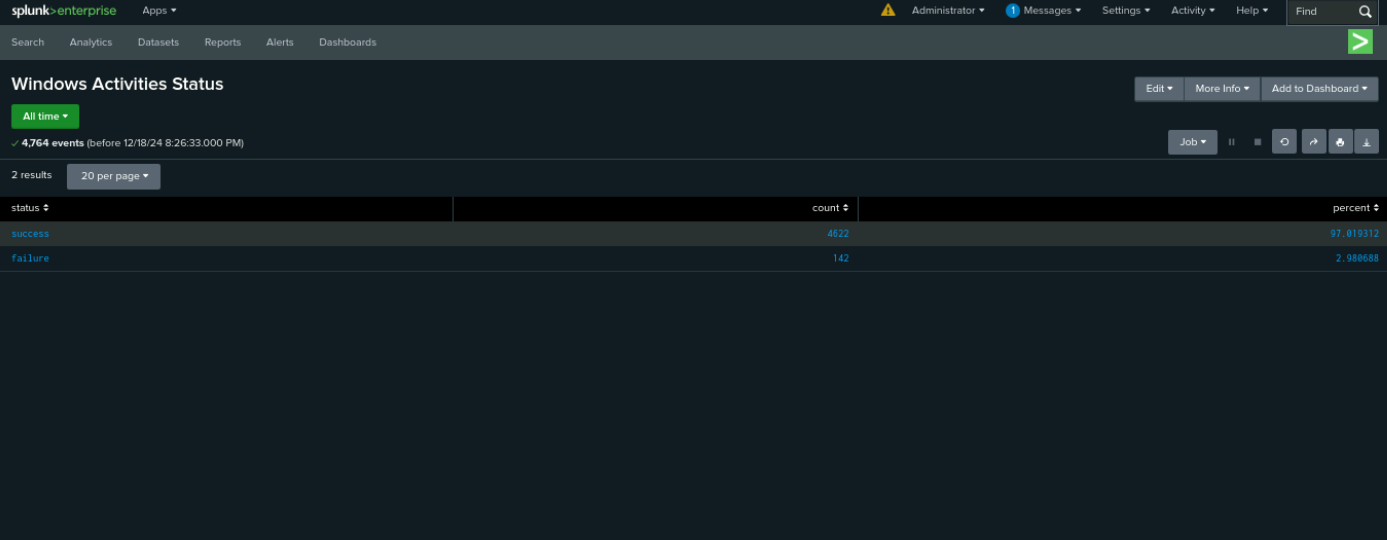 splunk>enterprise Apps Administrator 1 Messages Settings Activity Help Find
Search Analytics Datasets Reports Alerts Dashboards
Windows Activities Status
Edit More Info Add to Dashboard
All time
4,764 events (before 12/18/24 8:26:33.000 PM)
Job
2 results 20 per page
status count percent
success 4622 97.019312
failure 142 2.980688